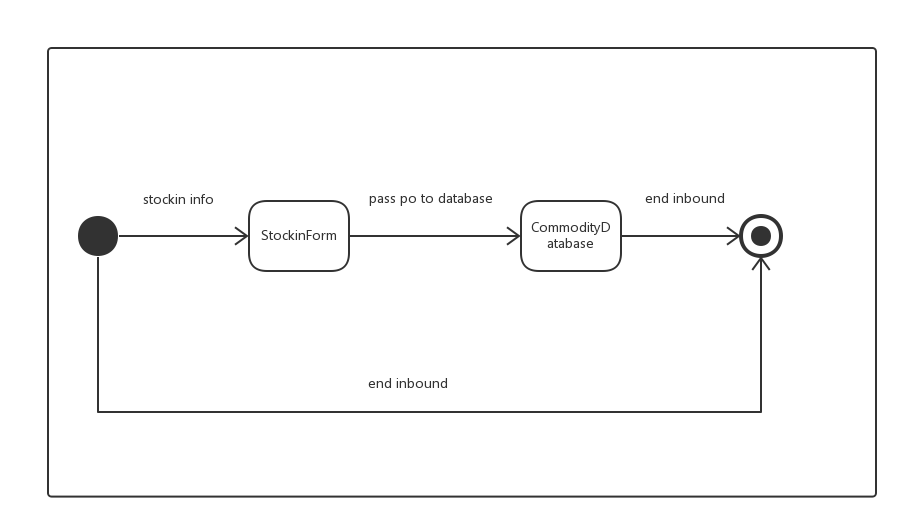 stockin info
pass po to database
end inbound
StockinForm
CommodityD
atabase
end inbound